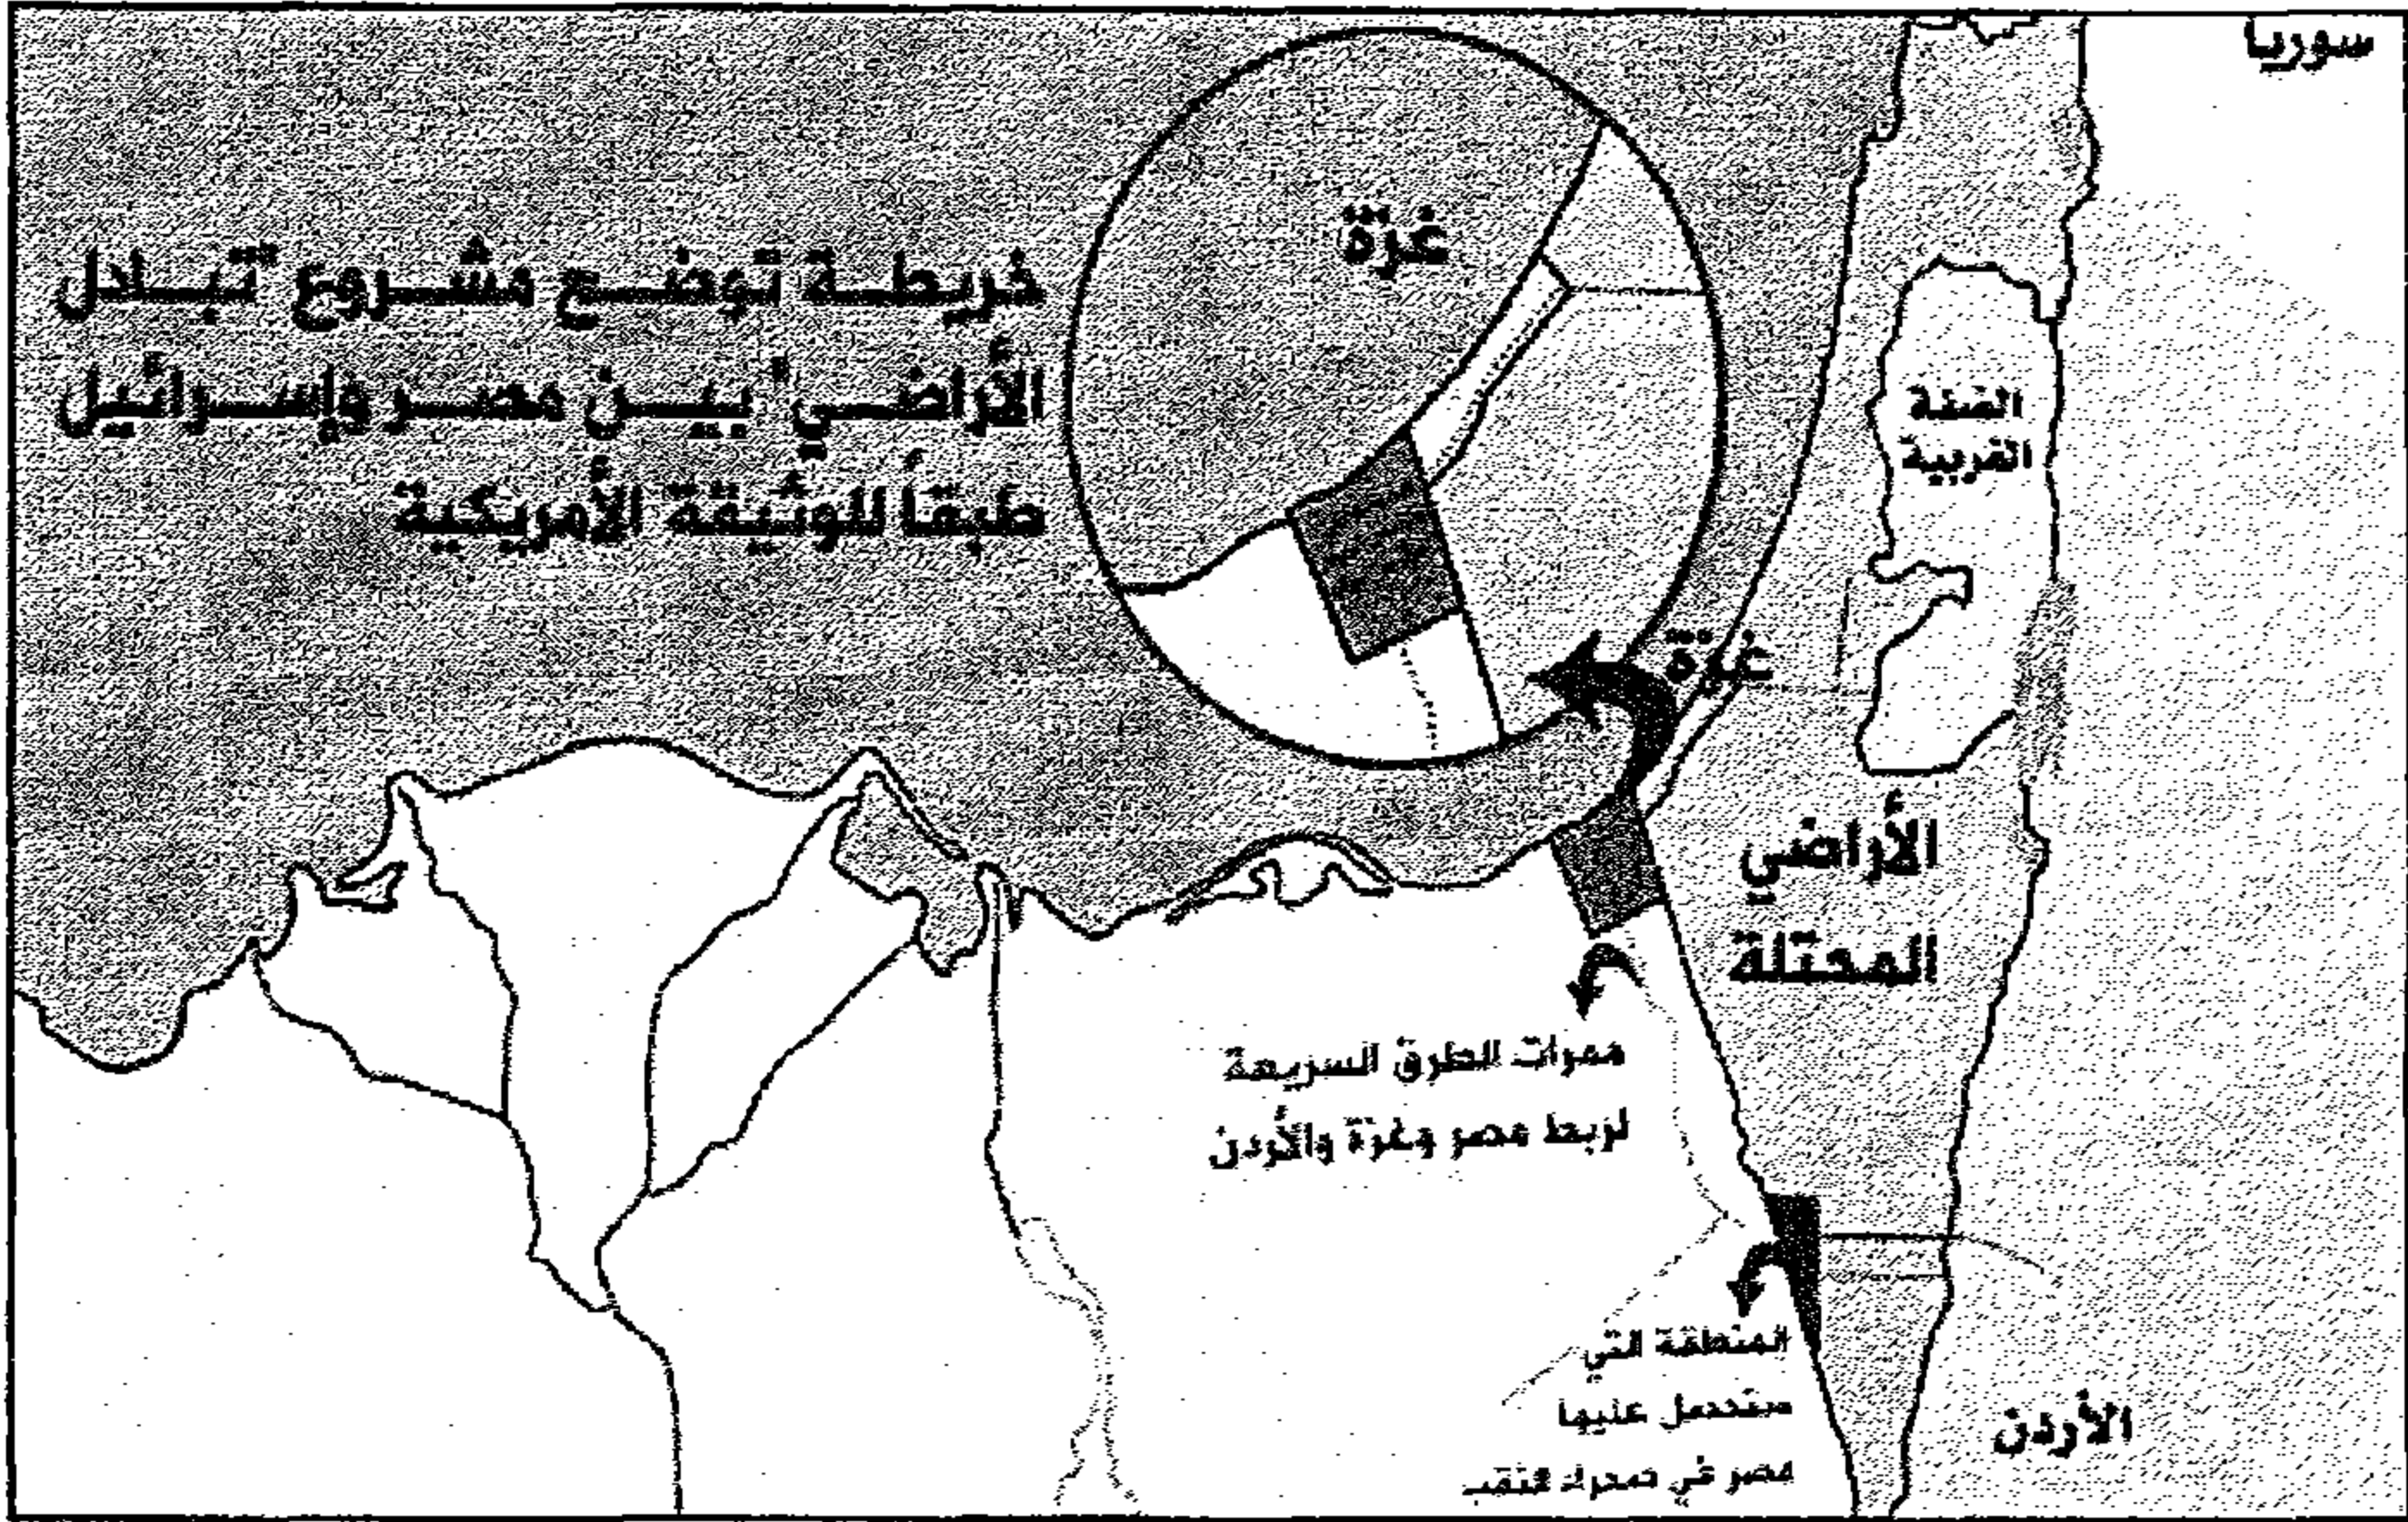 سوريا
غزة
خريطة توضح مشروع "تبادل
الأراضي" بين مصر وإسرائيل
طبقاً للوثيقة الأمريكية
الضفة
الغربية
غزة
الأراضي
المحتلة
ممرات الطرق السريعة
لربط مصر وغزة والأردن
المنطقة التي
ستحصل عليها
مصر في صحراء النقب
الأردن